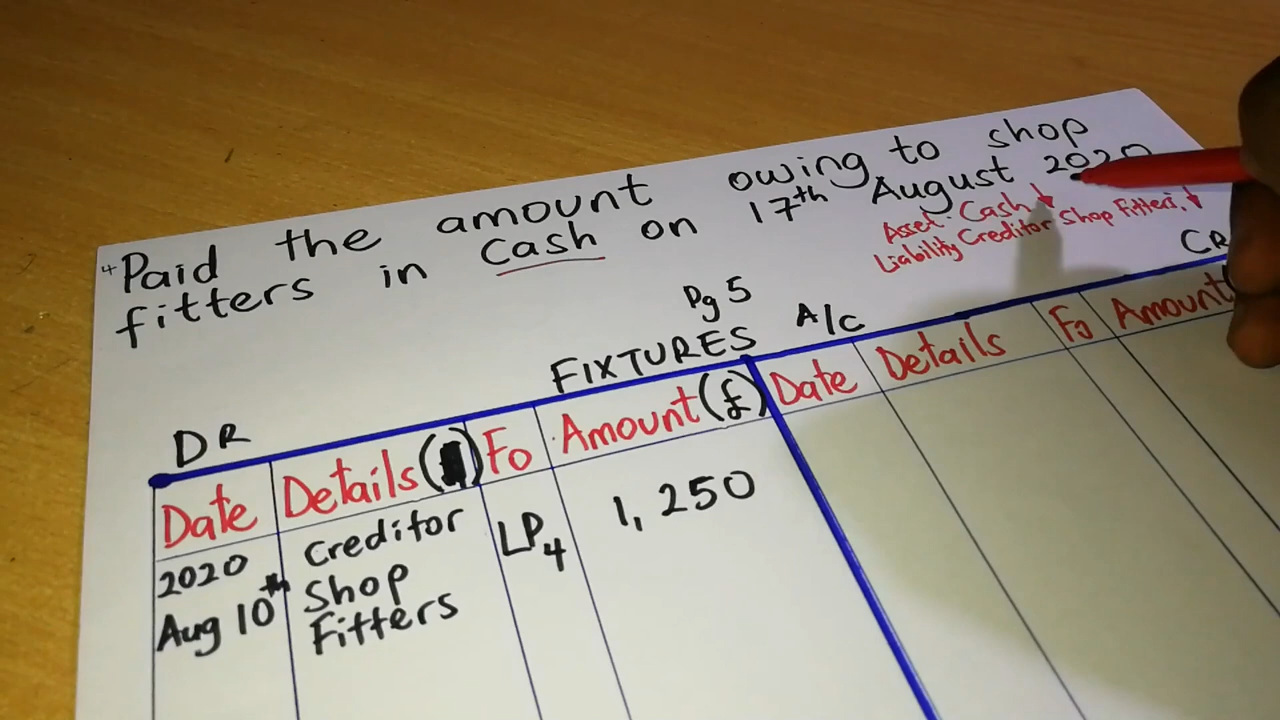 4 Paid the amount owing to shop
fitters in cash on 17th August 2020
Asset - Cash ↓
Liability Creditor Shop Fitters. ↓
Pg 5
DR FIXTURES A/C CR
Date Details ( ) Fo Amount (£) Date Details Fo Amount
2020 Creditor LP4 1, 250
Aug 10th Shop
Fitters